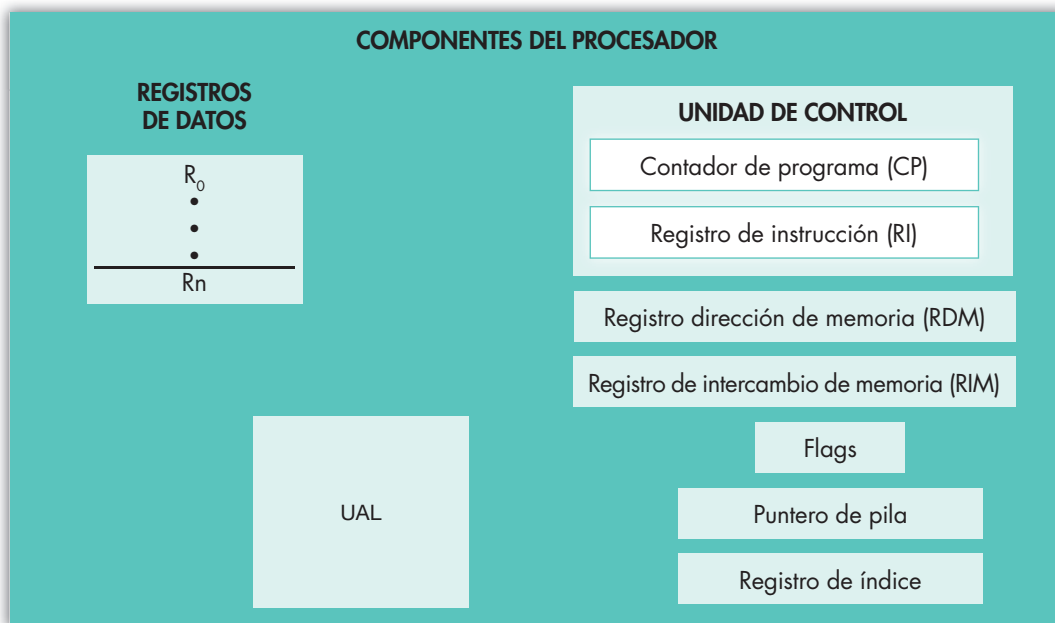 COMPONENTES DEL PROCESADOR
REGISTROS
DE DATOS
R0
Rn
UAL
UNIDAD DE CONTROL
Contador de programa (CP)
Registro de instrucción (RI)
Registro dirección de memoria (RDM)
Registro de intercambio de memoria (RIM)
Flags
Puntero de pila
Registro de índice